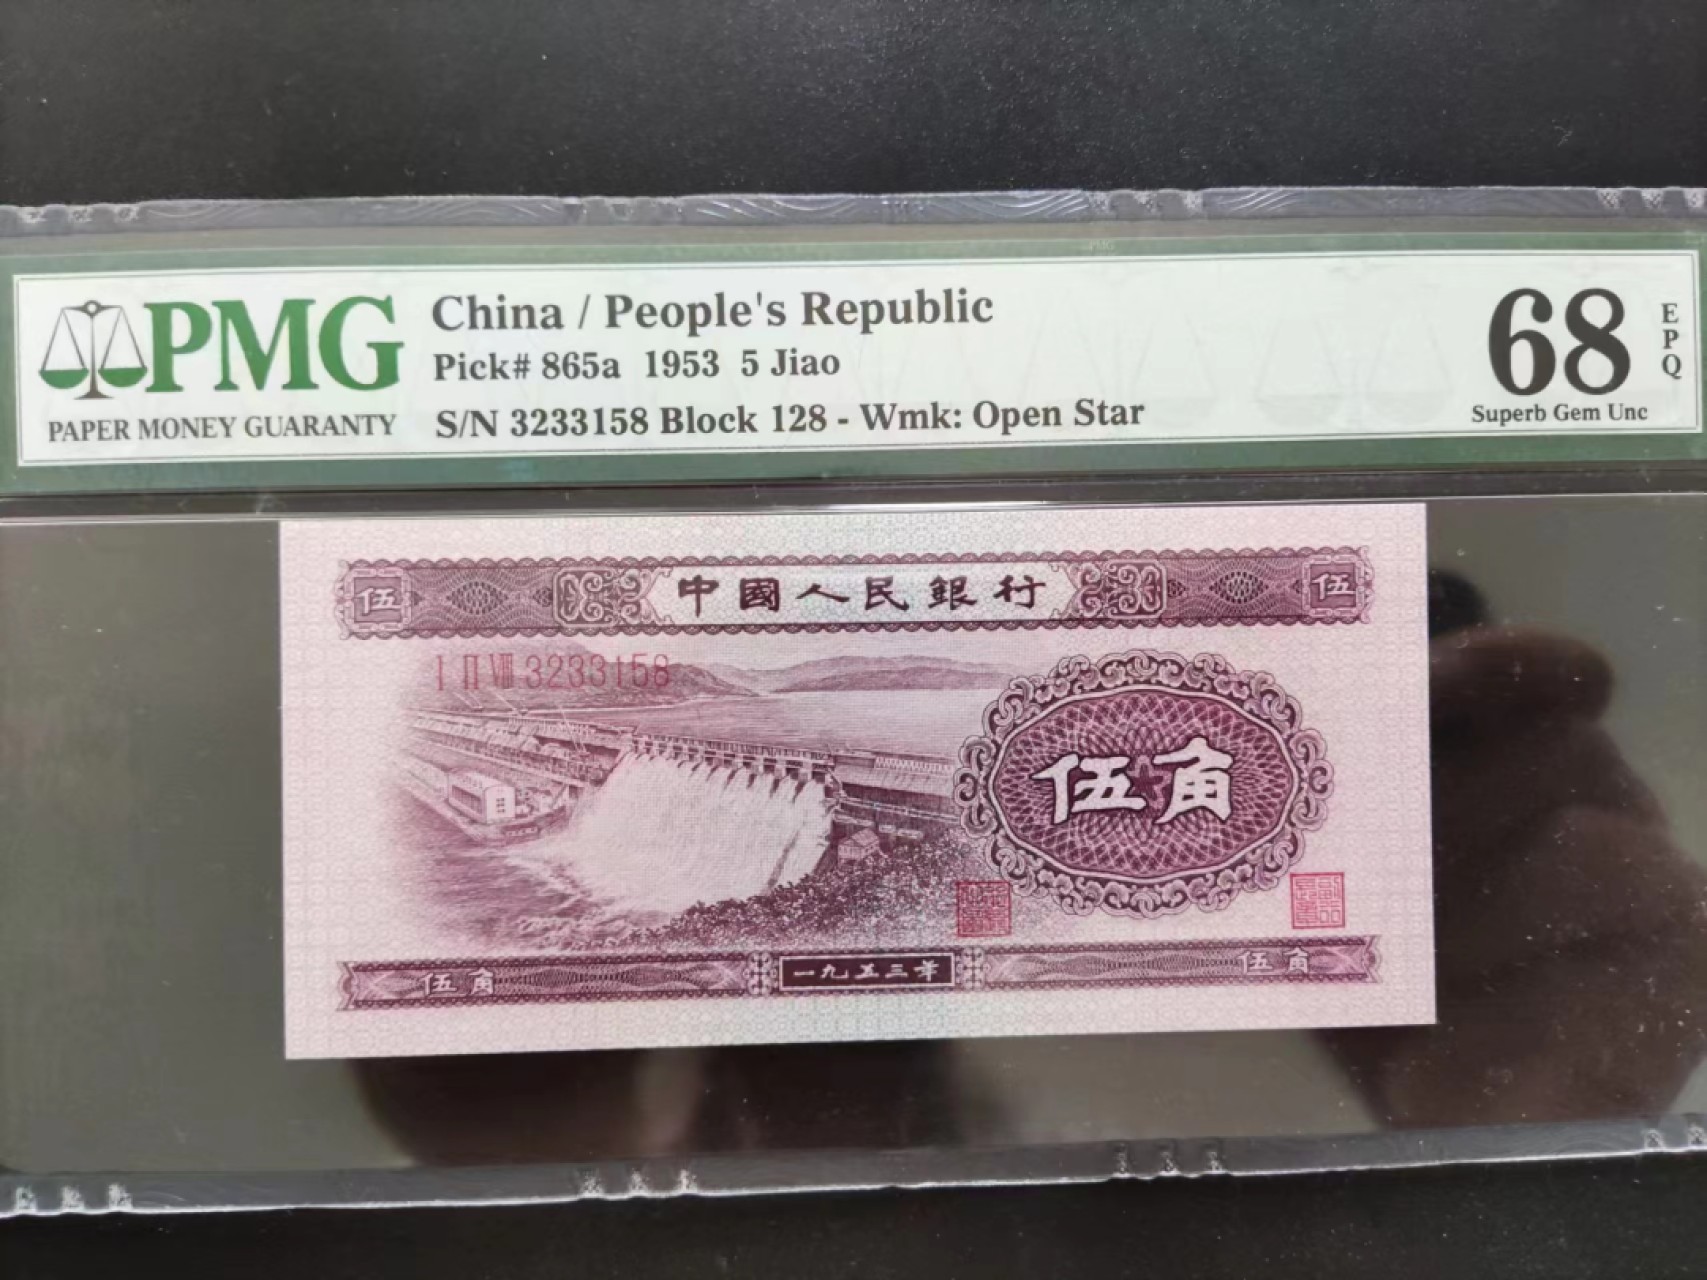 PMG
PAPER MONEY GUARANTY
China / People's Republic
Pick# 865a 1953 5 Jiao
S/N 3233158 Block 128 - Wmk: Open Star
68
EPQ
Superb Gem Unc
伍 中國人民銀行 伍
I II VIII 3233158
伍角
伍角 一九五三年 伍角